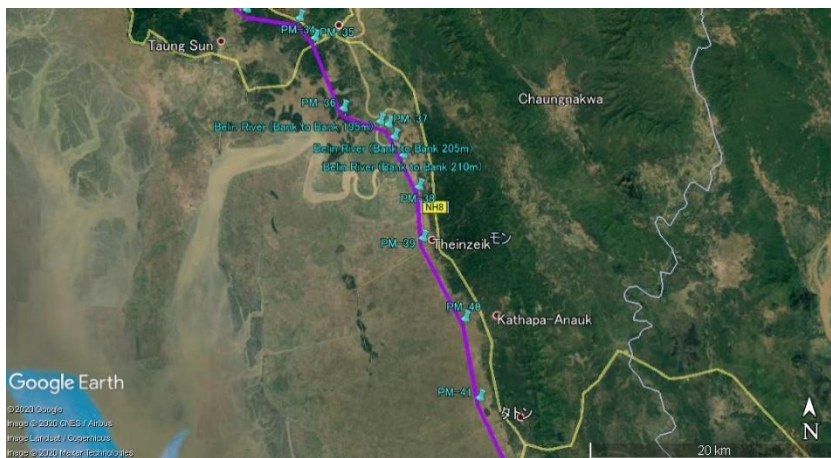 Taung Sun
PM-34
PM-35
PM-36
PM-37
Chaungnakwa
Belin River (Bank to Bank 195m)
Belin River (Bank to Bank 205m)
Belin River (Bank to Bank 210m)
PM-38
NH8
PM-39
Theinzeik
モン
PM-40
Kathapa-Anauk
PM-41
タトン
Google Earth
©2020 Google
Image © 2020 CNES / Airbus
Image Landsat / Copernicus
Image © 2020 Maxar Technologies
N
20 km